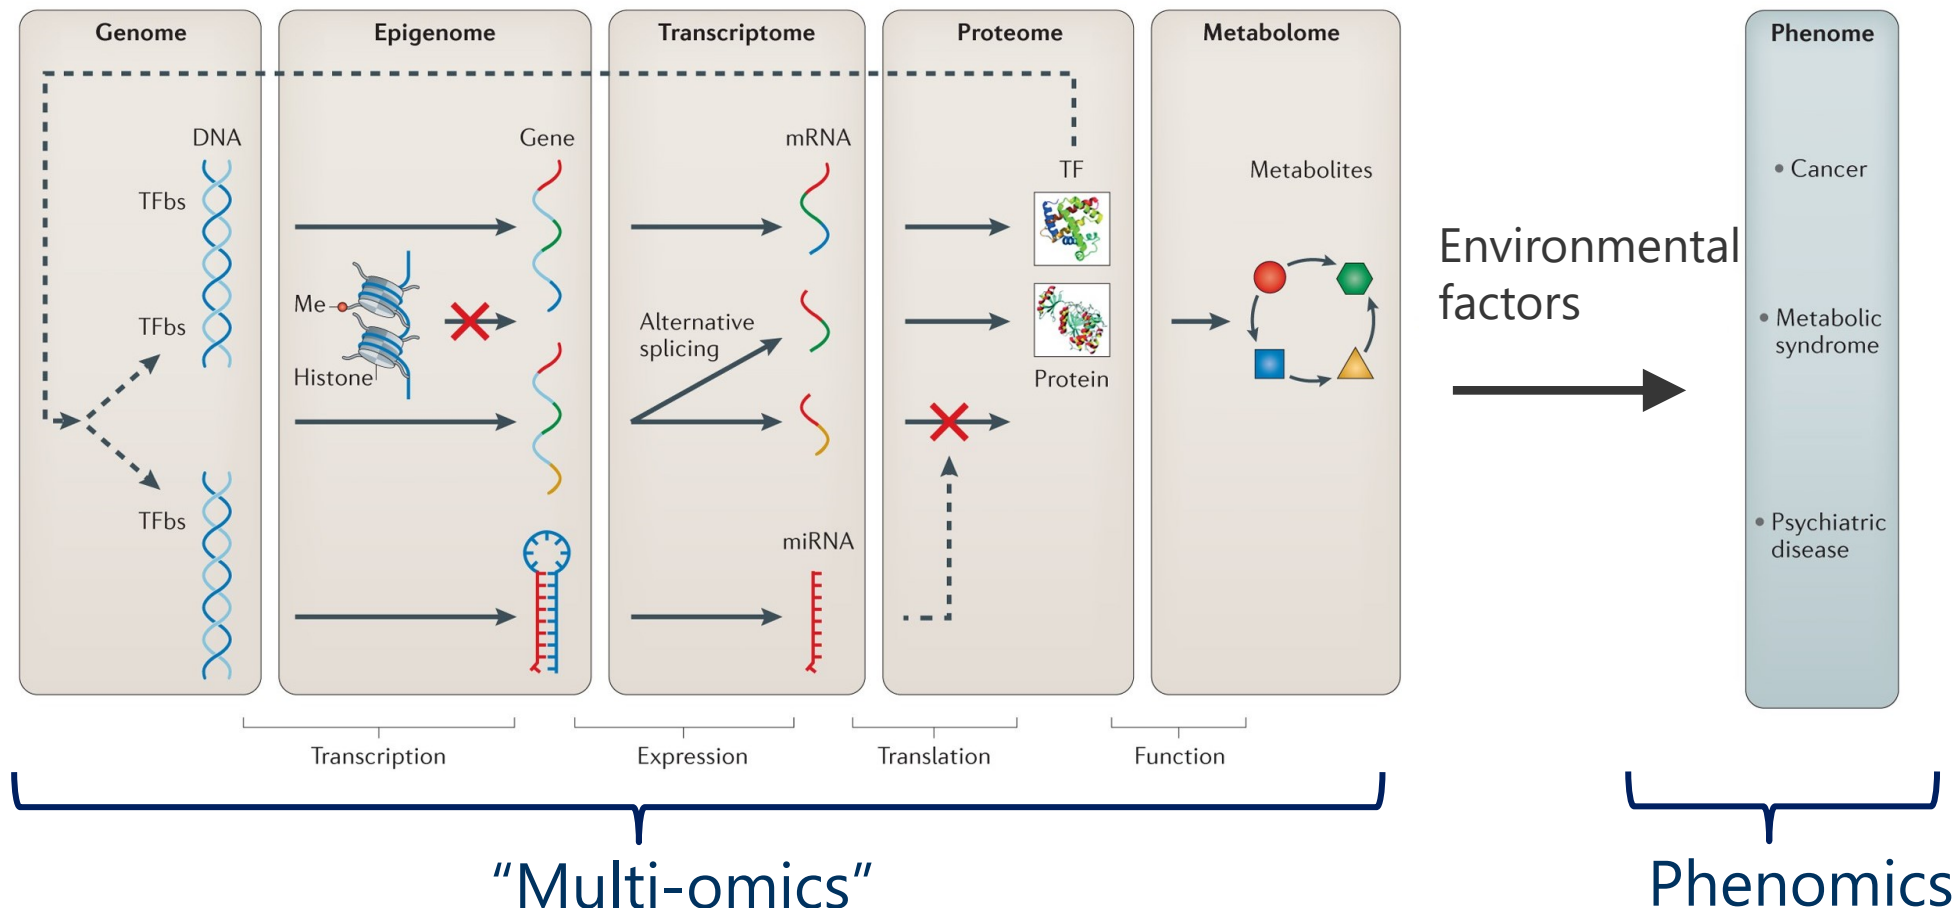 Genome
Epigenome
Transcriptome
Proteome
Metabolome
Phenome
DNA
TFbs
TFbs
TFbs
Gene
Me
Histone
mRNA
Alternative
splicing
miRNA
TF
Protein
Metabolites
Environmental
factors
• Cancer
• Metabolic
syndrome
• Psychiatric
disease
Transcription
Expression
Translation
Function
“Multi-omics”
Phenomics